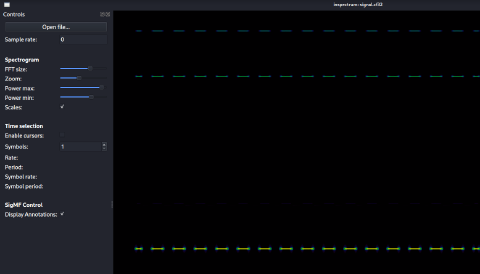 inspectrum: signal.cf32
Controls
Open file...
Sample rate: 0
Spectrogram
FFT size:
Zoom:
Power max:
Power min:
Scales:
Time selection
Enable cursors:
Symbols: 1
Rate:
Period:
Symbol rate:
Symbol period:
SigMF Control
Display Annotations: